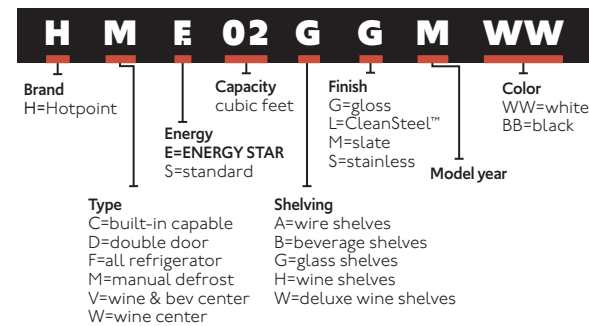 H M E 02 G G M WW
Brand
H=Hotpoint
Energy
E=ENERGY STAR
S=standard
Capacity
cubic feet
Finish
G=gloss
L=CleanSteel™
M=slate
S=stainless
Model year
Color
WW=white
BB=black
Type
C=built-in capable
D=double door
F=all refrigerator
M=manual defrost
V=wine & bev center
W=wine center
Shelving
A=wire shelves
B=beverage shelves
G=glass shelves
H=wine shelves
W=deluxe wine shelves